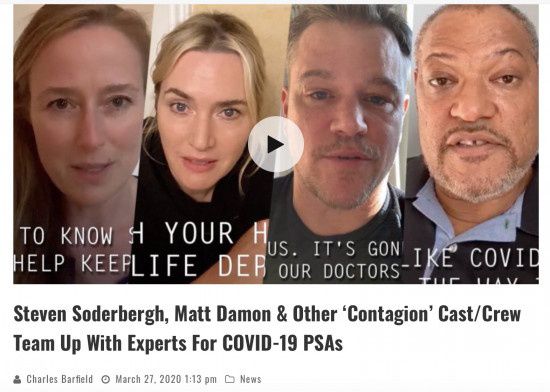 TO KNOW
HELP KEEP
YOUR H
LIFE DEP
US. IT'S GON
OUR DOCTORS
LIKE COVID
THE WAY
Steven Soderbergh, Matt Damon & Other ‘Contagion’ Cast/Crew
Team Up With Experts For COVID-19 PSAs
Charles Barfield March 27, 2020 1:13 pm News